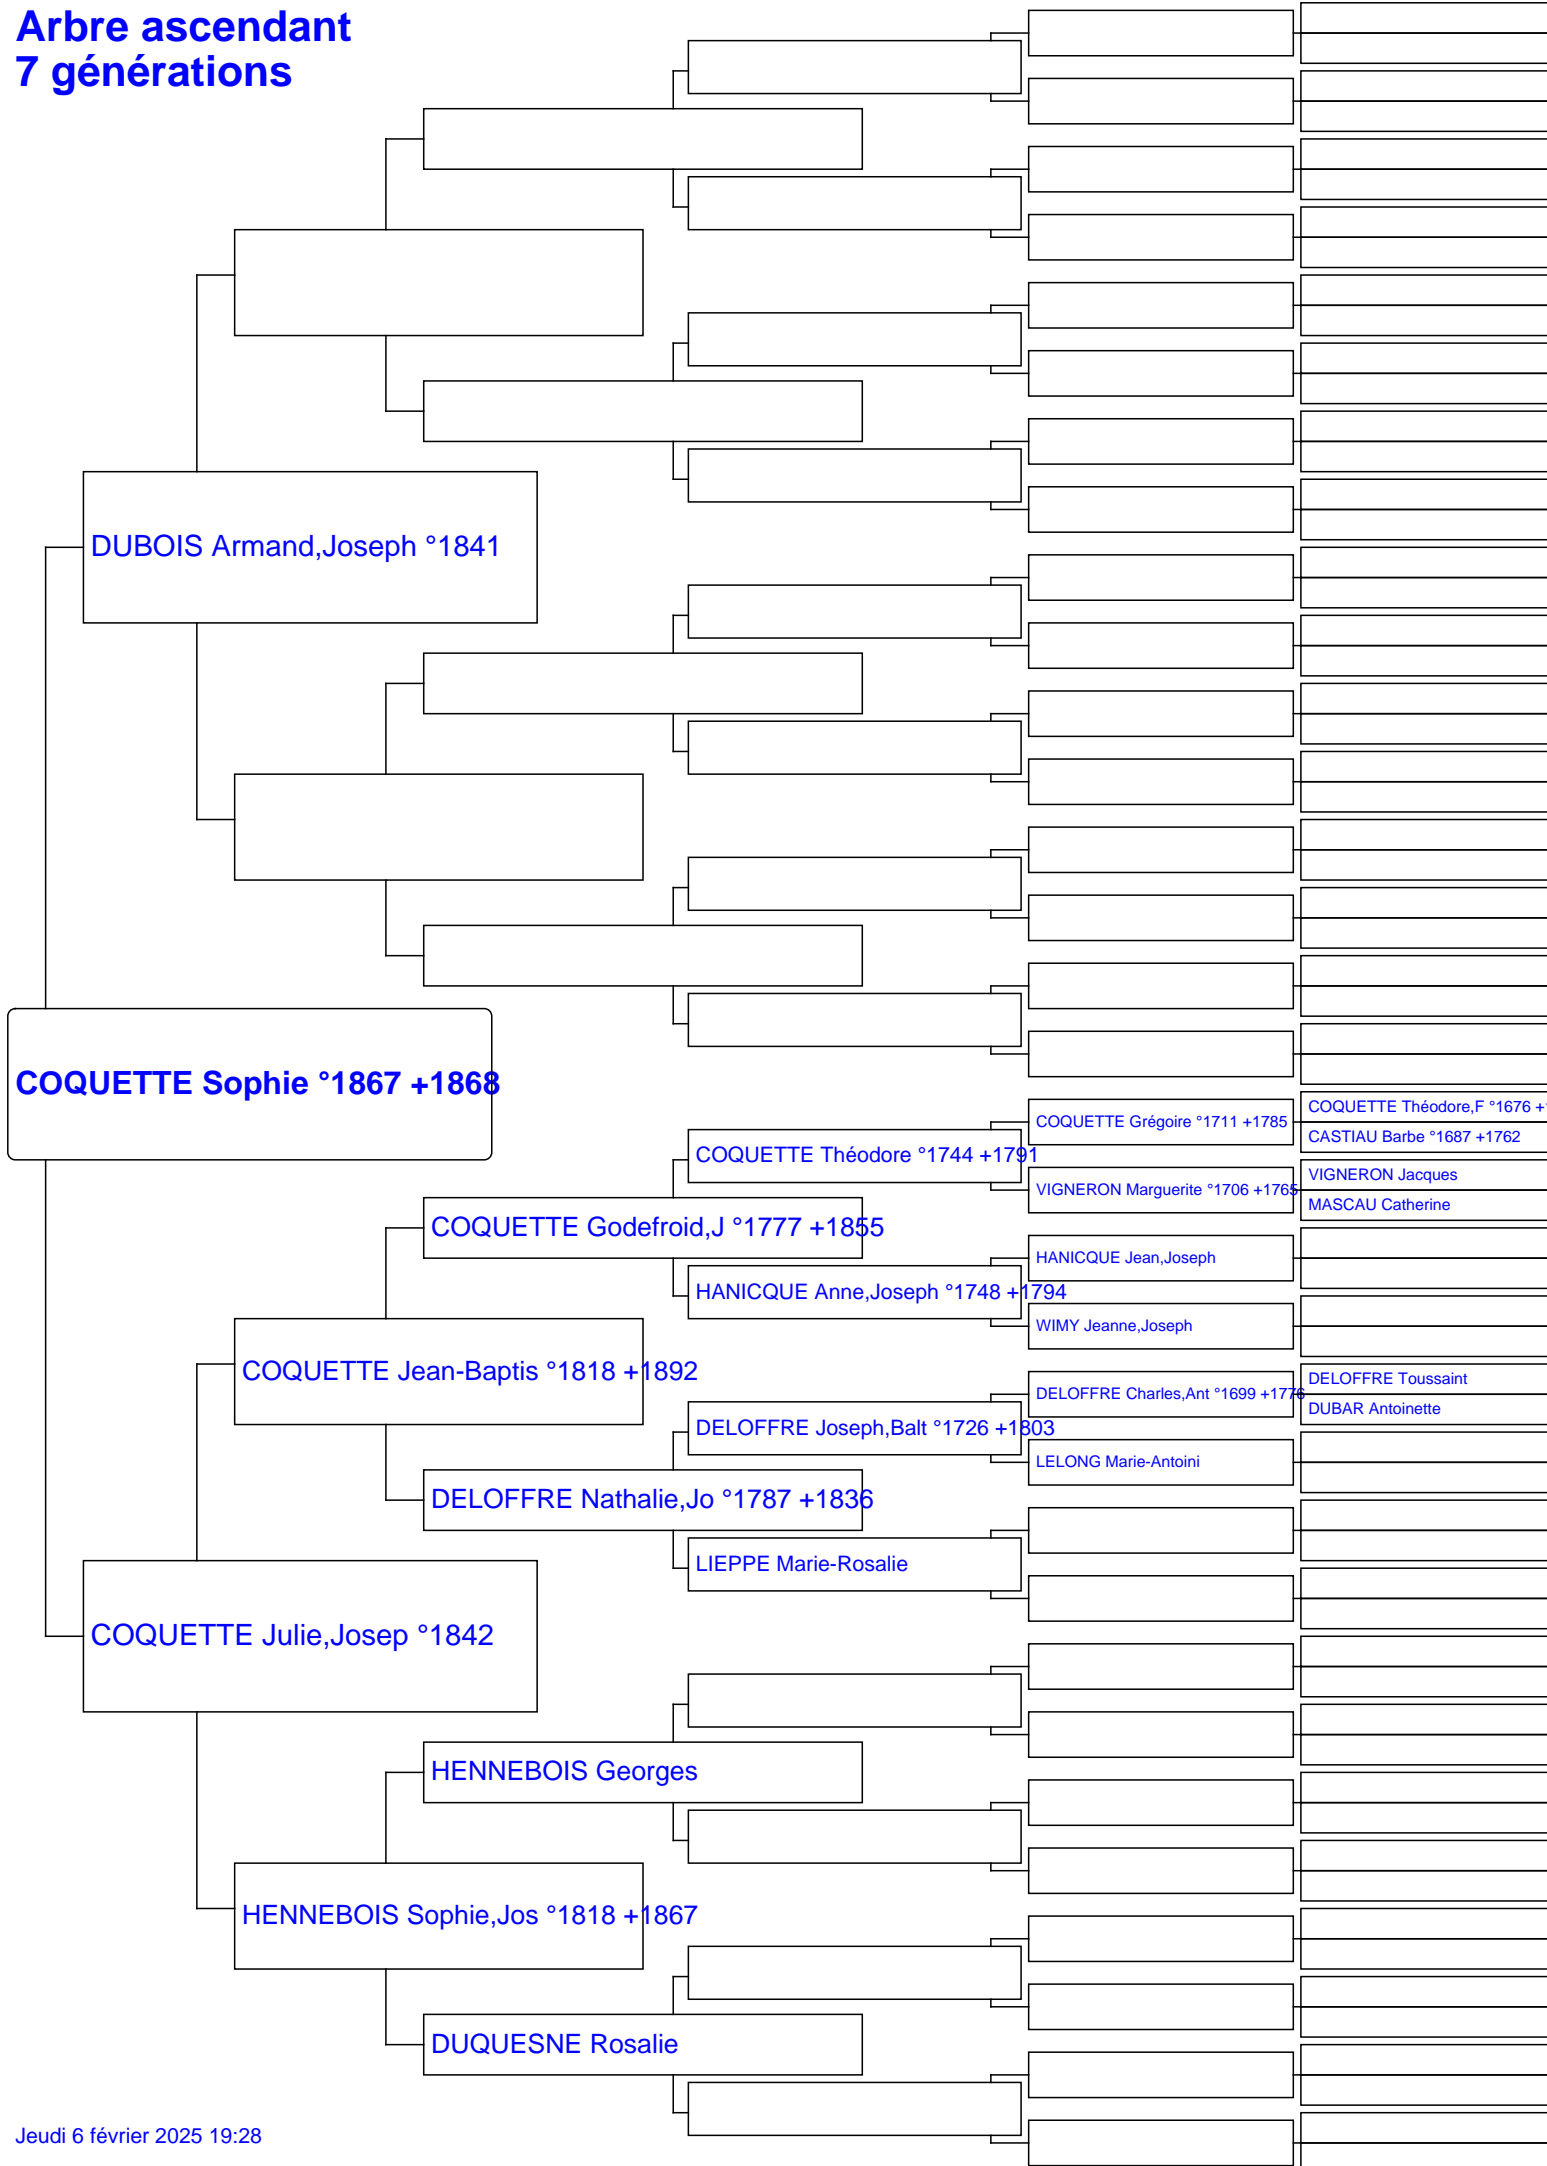 Arbre ascendant
7 générations
DUBOIS Armand,Joseph °1841
COQUETTE Sophie °1867 +1868
COQUETTE Théodore,F °1676 +
COQUETTE Grégoire °1711 +1785
CASTIAU Barbe °1687 +1762
COQUETTE Théodore °1744 +1791
VIGNERON Jacques
VIGNERON Marguerite °1706 +1765
MASCAU Catherine
COQUETTE Godefroid,J °1777 +1855
HANICQUE Jean,Joseph
HANICQUE Anne,Joseph °1748 +1794
WIMY Jeanne,Joseph
COQUETTE Jean-Baptis °1818 +1892
DELOFFRE Toussaint
DELOFFRE Charles,Ant °1699 +1776
DUBAR Antoinette
DELOFFRE Joseph,Balt °1726 +1803
LELONG Marie-Antoini
DELOFFRE Nathalie,Jo °1787 +1836
LIEPPE Marie-Rosalie
COQUETTE Julie,Josep °1842
HENNEBOIS Georges
HENNEBOIS Sophie,Jos °1818 +1867
DUQUESNE Rosalie
Jeudi 6 février 2025 19:28